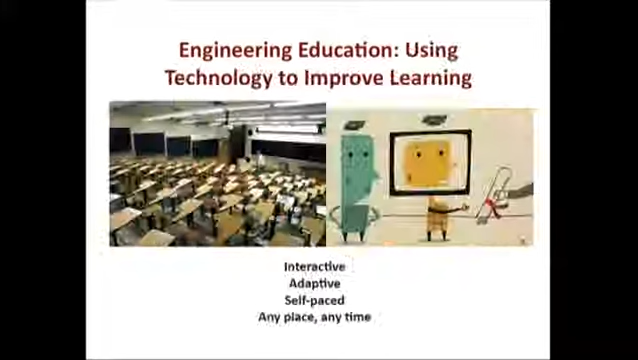 Engineering Education: Using
Technology to Improve Learning
Interactive
Adaptive
Self-paced
Any place, any time